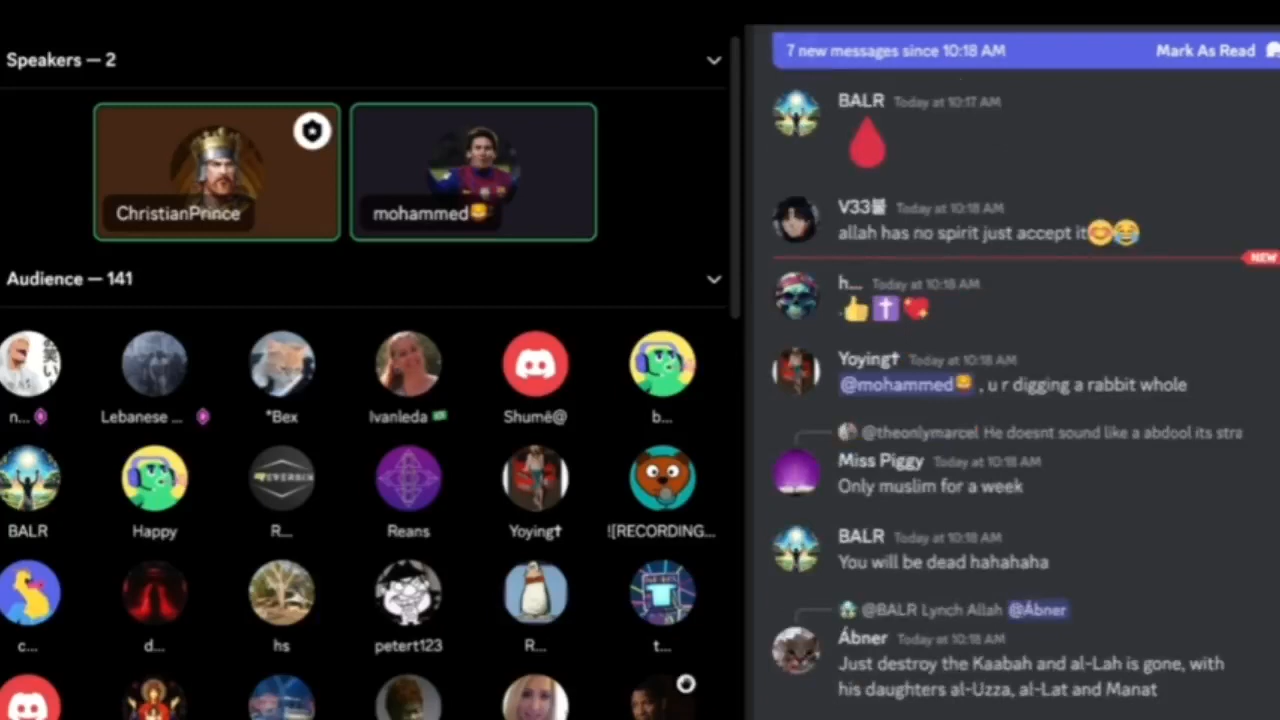 Speakers — 2
ChristianPrince
mohammed
Audience — 141
n...
Lebanese ...
*Bex
Ivanleda
Shumë@
b...
BALR
Happy
R...
Reans
Yoying†
![RECORDING...
c...
d...
hs
petert123
R...
t...
7 new messages since 10:18 AM Mark As Read
BALR Today at 10:17 AM
V33불 Today at 10:18 AM
allah has no spirit just accept it😊😂
NEW
h... Today at 10:18 AM
.👍✝️💖
Yoying† Today at 10:18 AM
@mohammed , u r digging a rabbit whole
@theonlymarcel He doesnt sound like a abdool its stra
Miss Piggy Today at 10:18 AM
Only muslim for a week
BALR Today at 10:18 AM
You will be dead hahahaha
@BALR Lynch Allah @Ábner
Ábner Today at 10:18 AM
Just destroy the Kaabah and al-Lah is gone, with
his daughters al-Uzza, al-Lat and Manat